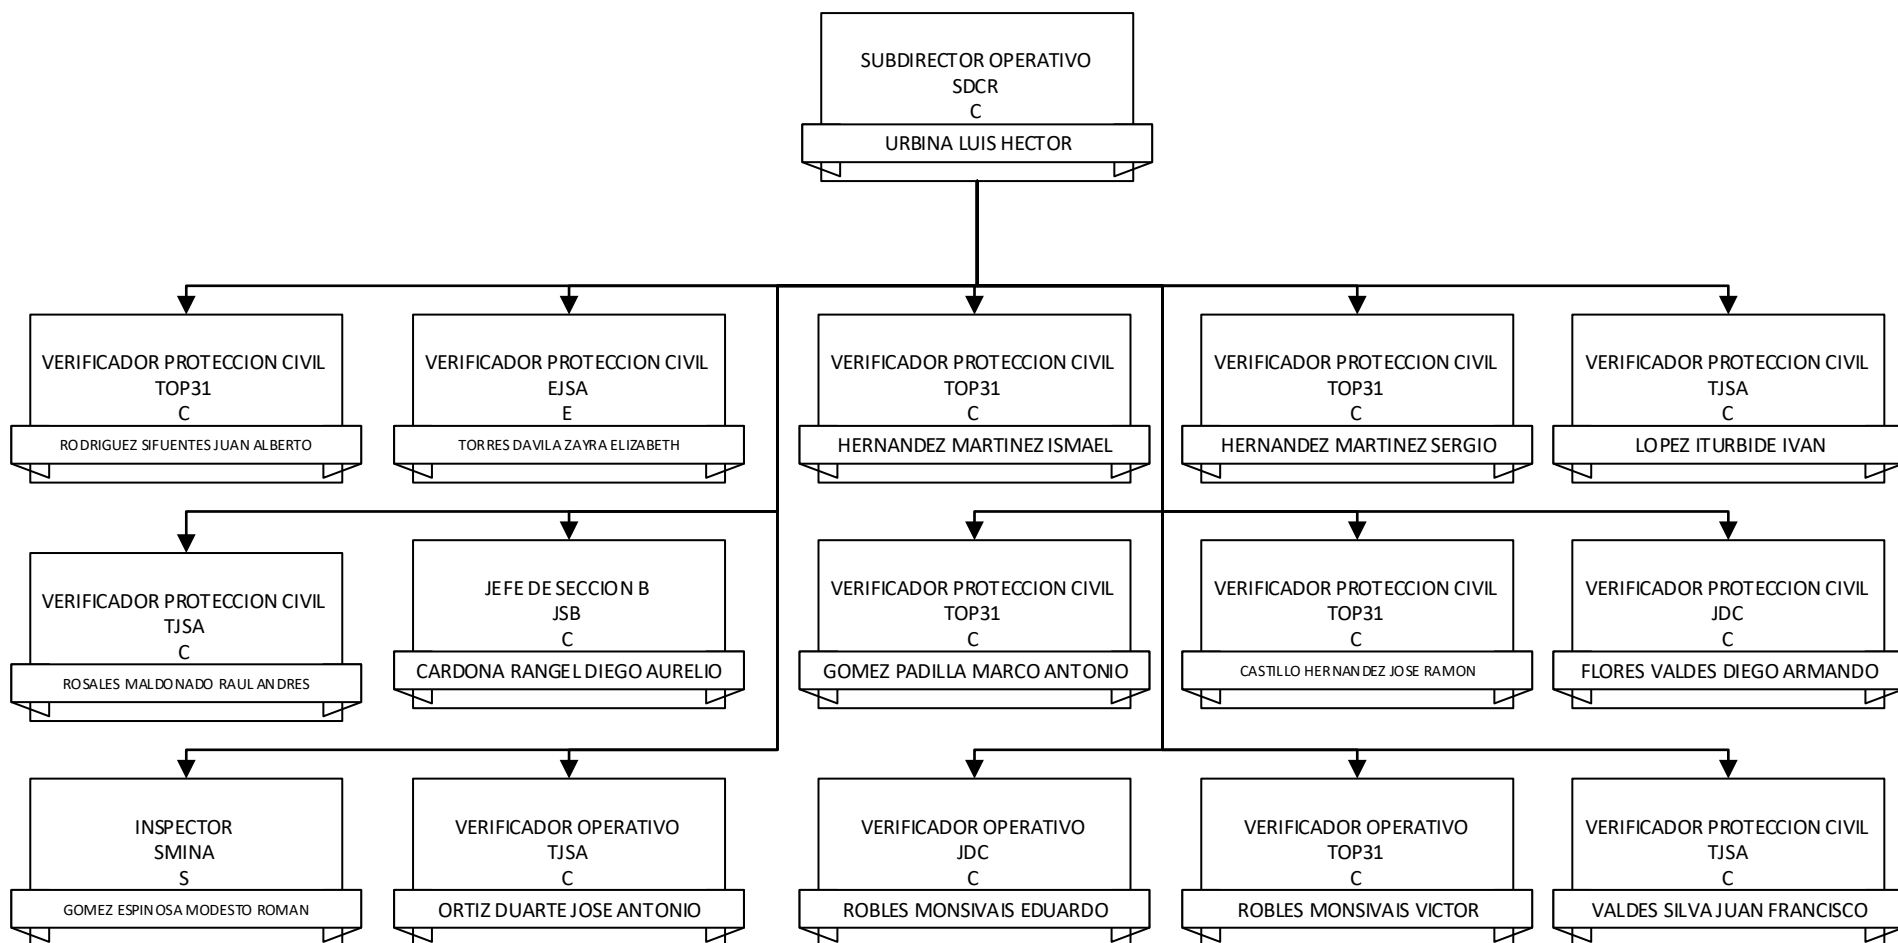 SUBDIRECTOR OPERATIVO
SDCR
C
URBINA LUIS HECTOR
VERIFICADOR PROTECCION CIVIL
TOP31
C
RODRIGUEZ SIFUENTES JUAN ALBERTO
VERIFICADOR PROTECCION CIVIL
EJSA
E
TORRES DAVILA ZAYRA ELIZABETH
VERIFICADOR PROTECCION CIVIL
TOP31
C
HERNANDEZ MARTINEZ ISMAEL
VERIFICADOR PROTECCION CIVIL
TOP31
C
HERNANDEZ MARTINEZ SERGIO
VERIFICADOR PROTECCION CIVIL
TJSA
C
LOPEZ ITURBIDE IVAN
VERIFICADOR PROTECCION CIVIL
TJSA
C
ROSALES MALDONADO RAUL ANDRES
JEFE DE SECCION B
JSB
C
CARDONA RANGEL DIEGO AURELIO
VERIFICADOR PROTECCION CIVIL
TOP31
C
GOMEZ PADILLA MARCO ANTONIO
VERIFICADOR PROTECCION CIVIL
TOP31
C
CASTILLO HERNANDEZ JOSE RAMON
VERIFICADOR PROTECCION CIVIL
JDC
C
FLORES VALDES DIEGO ARMANDO
INSPECTOR
SMINA
S
GOMEZ ESPINOSA MODESTO ROMAN
VERIFICADOR OPERATIVO
TJSA
C
ORTIZ DUARTE JOSE ANTONIO
VERIFICADOR OPERATIVO
JDC
C
ROBLES MONSIVAIS EDUARDO
VERIFICADOR OPERATIVO
TOP31
C
ROBLES MONSIVAIS VICTOR
VERIFICADOR PROTECCION CIVIL
TJSA
C
VALDES SILVA JUAN FRANCISCO